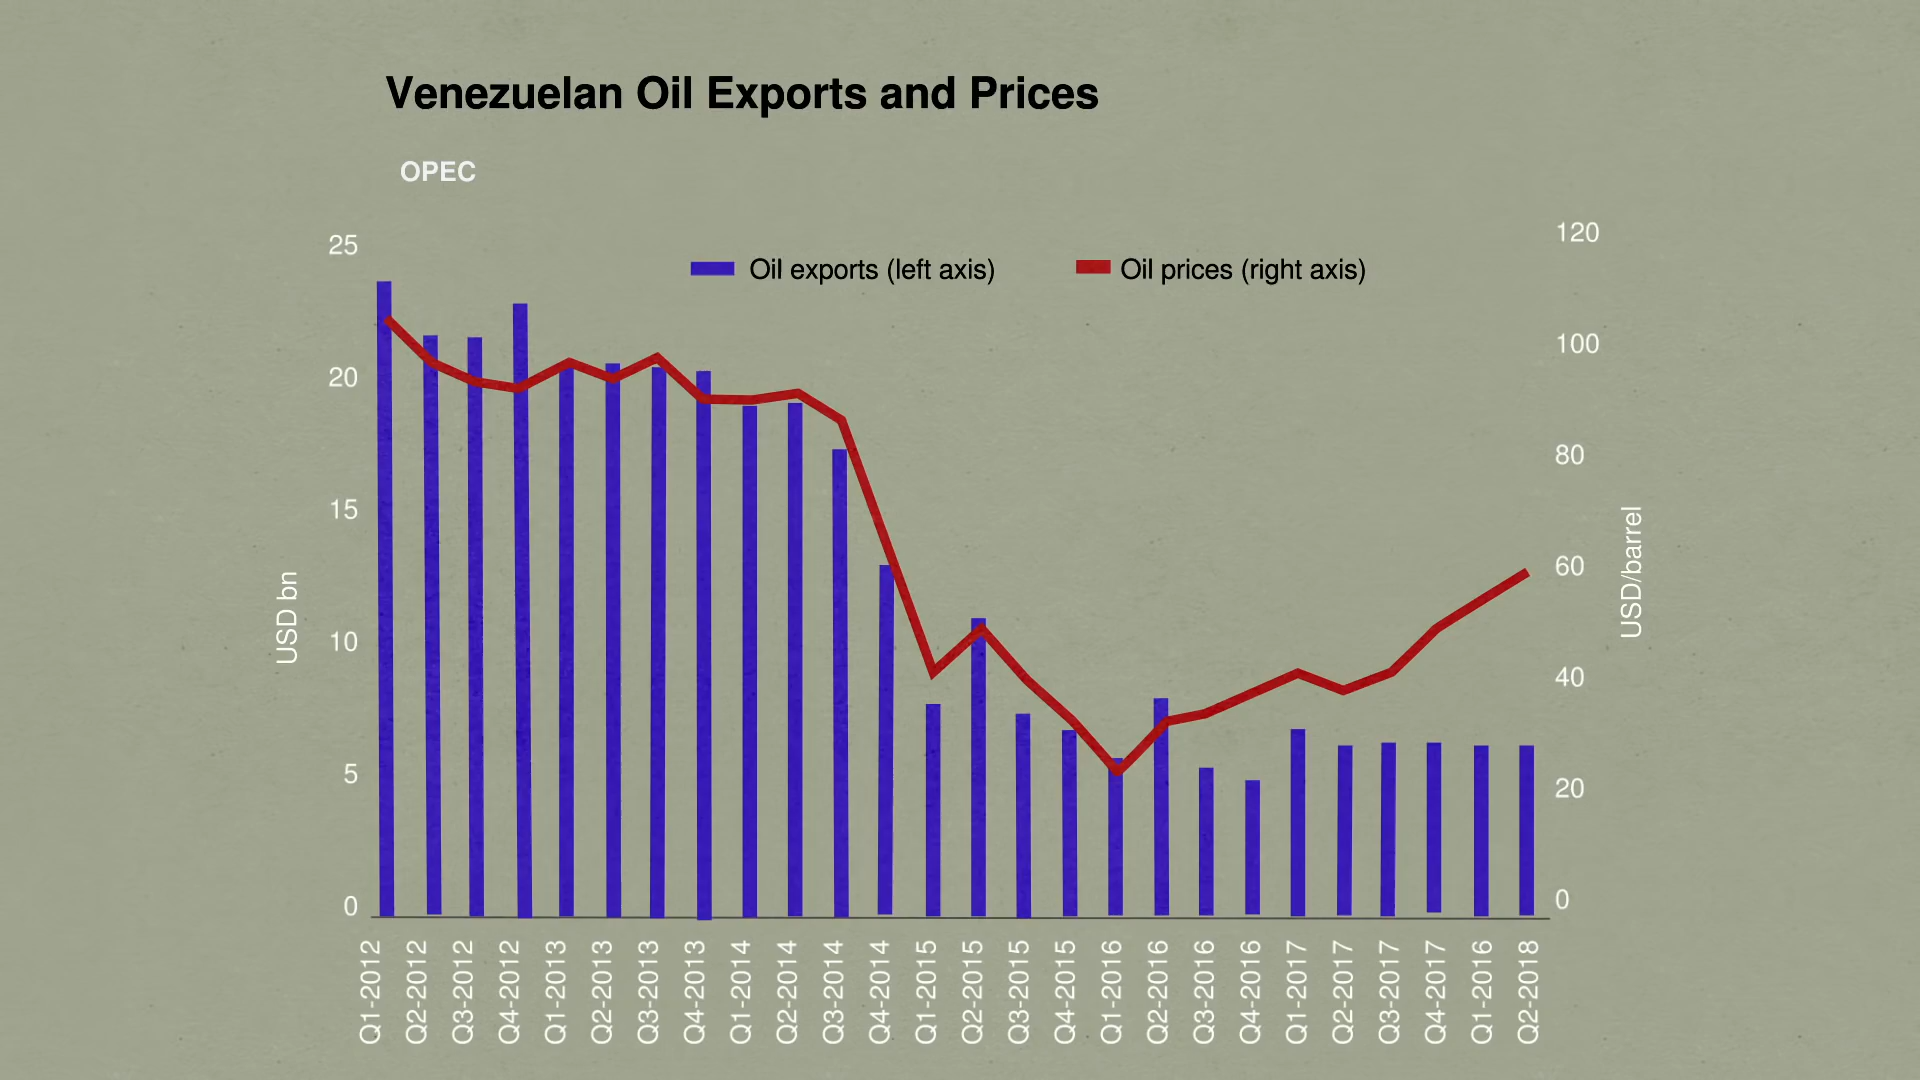 Venezuelan Oil Exports and Prices
OPEC
Oil exports (left axis)
Oil prices (right axis)
USD bn
25
20
15
10
5
0
USD/barrel
120
100
80
60
40
20
0
Q1-2012
Q2-2012
Q3-2012
Q4-2012
Q1-2013
Q2-2013
Q3-2013
Q4-2013
Q1-2014
Q2-2014
Q3-2014
Q4-2014
Q1-2015
Q2-2015
Q3-2015
Q4-2015
Q1-2016
Q2-2016
Q3-2016
Q4-2016
Q1-2017
Q2-2017
Q3-2017
Q4-2017
Q1-2016
Q2-2018